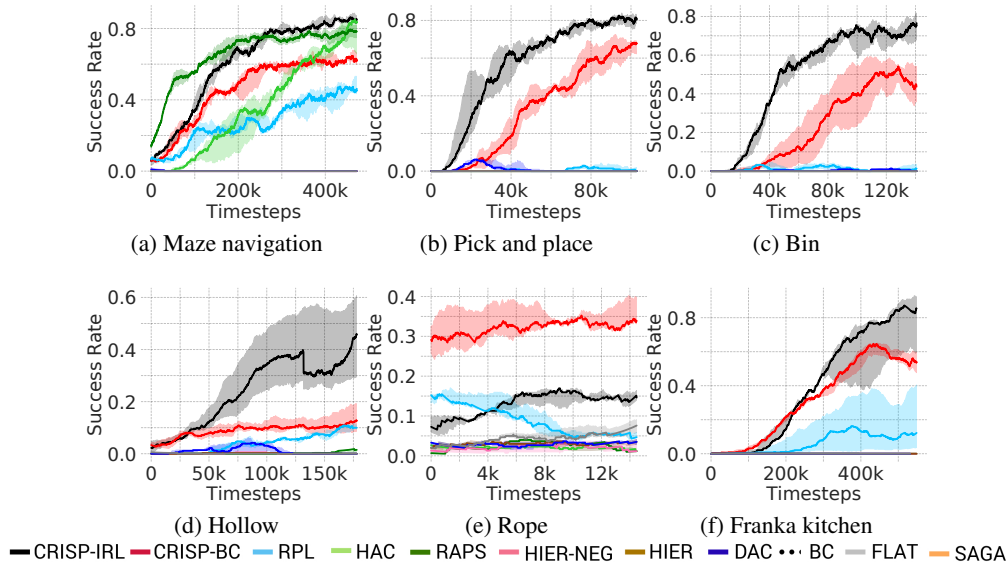 0.8
0.4
0.0
Success Rate
0
200k
400k
Timesteps
(a) Maze navigation
0.8
0.6
0.4
0.2
0.0
Success Rate
0
40k
80k
Timesteps
(b) Pick and place
0.8
0.6
0.4
0.2
0.0
Success Rate
0
40k
80k
120k
Timesteps
(c) Bin
0.6
0.4
0.2
0.0
Success Rate
0
50k
100k
150k
Timesteps
(d) Hollow
0.4
0.3
0.2
0.1
0.0
Success Rate
0
4k
8k
12k
Timesteps
(e) Rope
0.8
0.4
0.0
Success Rate
0
200k
400k
Timesteps
(f) Franka kitchen
CRISP-IRL CRISP-BC RPL HAC RAPS HIER-NEG HIER DAC BC FLAT SAGA